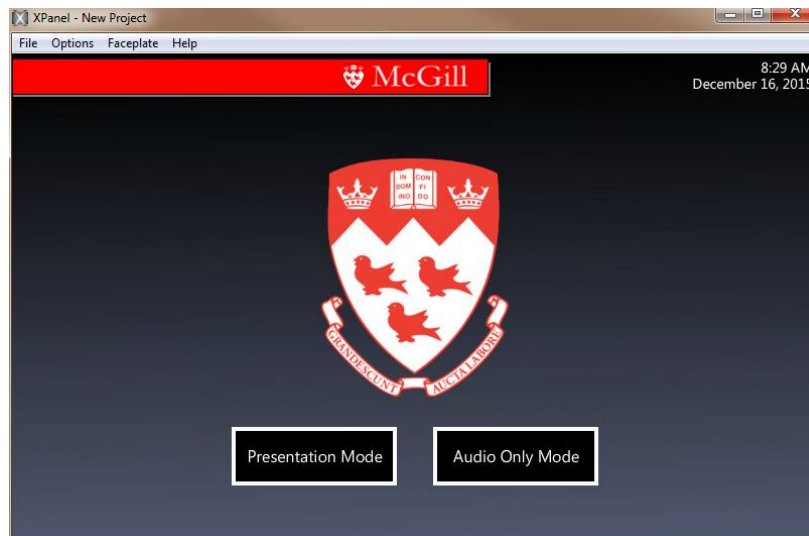 XPanel - New Project
File Options Faceplate Help
McGill
8:29 AM
December 16, 2015
IN CON
DOM FI
INO DO
GRANDESCUNT AUCTA LABORE
Presentation Mode Audio Only Mode